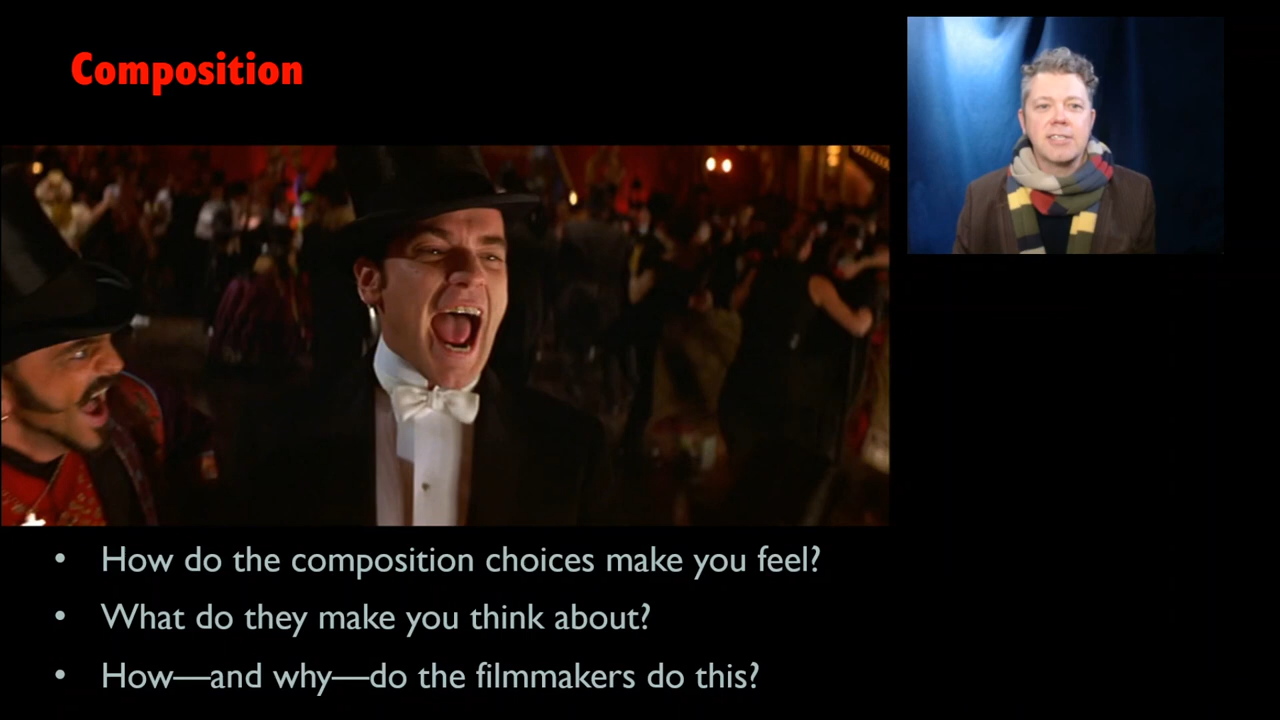 Composition
• How do the composition choices make you feel?
• What do they make you think about?
• How—and why—do the filmmakers do this?